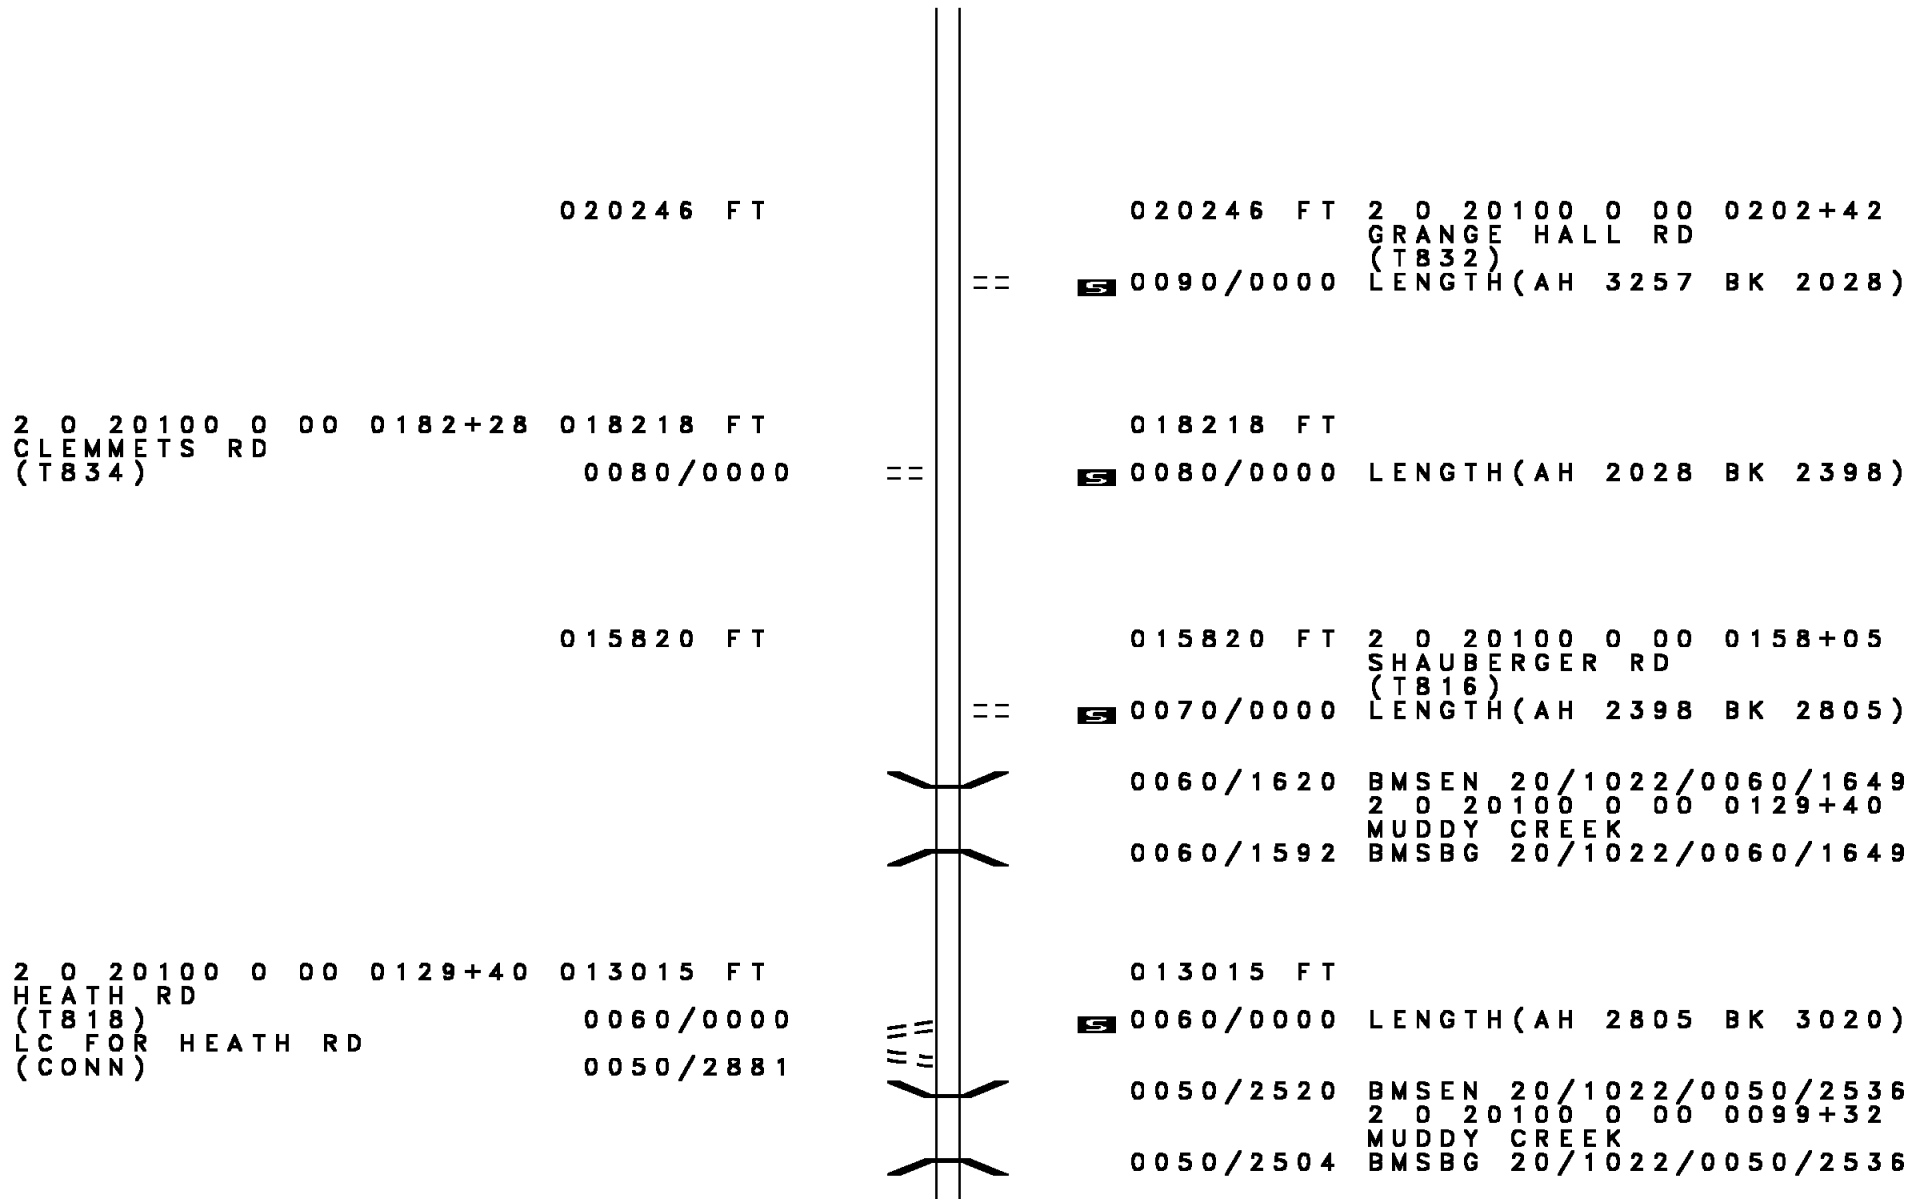 020246 FT 020246 FT 2 0 20100 0 00 0202+42
GRANGE HALL RD
(T832)
S 0090/0000 LENGTH(AH 3257 BK 2028)
2 0 20100 0 00 0182+28 018218 FT 018218 FT
CLEMMETS RD
(T834) 0080/0000 S 0080/0000 LENGTH(AH 2028 BK 2398)
015820 FT 015820 FT 2 0 20100 0 00 0158+05
SHAUBERGER RD
(T816)
S 0070/0000 LENGTH(AH 2398 BK 2805)
0060/1620 BMSEN 20/1022/0060/1649
2 0 20100 0 00 0129+40
MUDDY CREEK
0060/1592 BMSBG 20/1022/0060/1649
2 0 20100 0 00 0129+40 013015 FT 013015 FT
HEATH RD
(T818) 0060/0000 S 0060/0000 LENGTH(AH 2805 BK 3020)
LC FOR HEATH RD
(CONN) 0050/2881
0050/2520 BMSEN 20/1022/0050/2536
2 0 20100 0 00 0099+32
MUDDY CREEK
0050/2504 BMSBG 20/1022/0050/2536